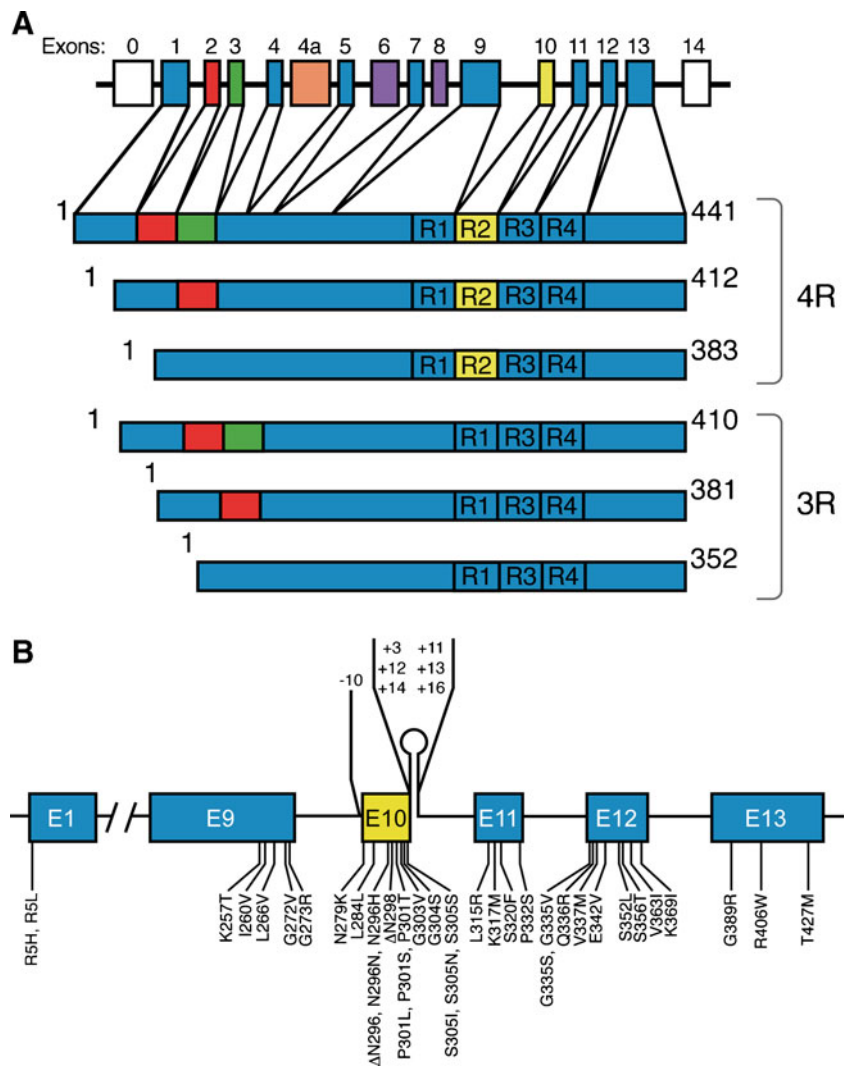 A
Exons: 0 1 2 3 4 4a 5 6 7 8 9 10 11 12 13 14
1 R1 R2 R3 R4 441
1 R1 R2 R3 R4 412
1 R1 R2 R3 R4 383
4R
1 R1 R3 R4 410
1 R1 R3 R4 381
1 R1 R3 R4 352
3R
B
+3 +11
+12 +13
+14 +16
-10
E1 E9 E10 E11 E12 E13
R5H, R5L
K257T
I260V
L266V
G272V
G273R
N279K
L284L
ΔN296, N296N, N296H
ΔN298
P301L, P301S, P301T
G303V
G304S
S305I, S305N, S305S
L315R
K317M
S320F
P332S
G335S, G335V
Q336R
V337M
E342V
S352L
S356T
V363I
K369I
G389R
R406W
T427M